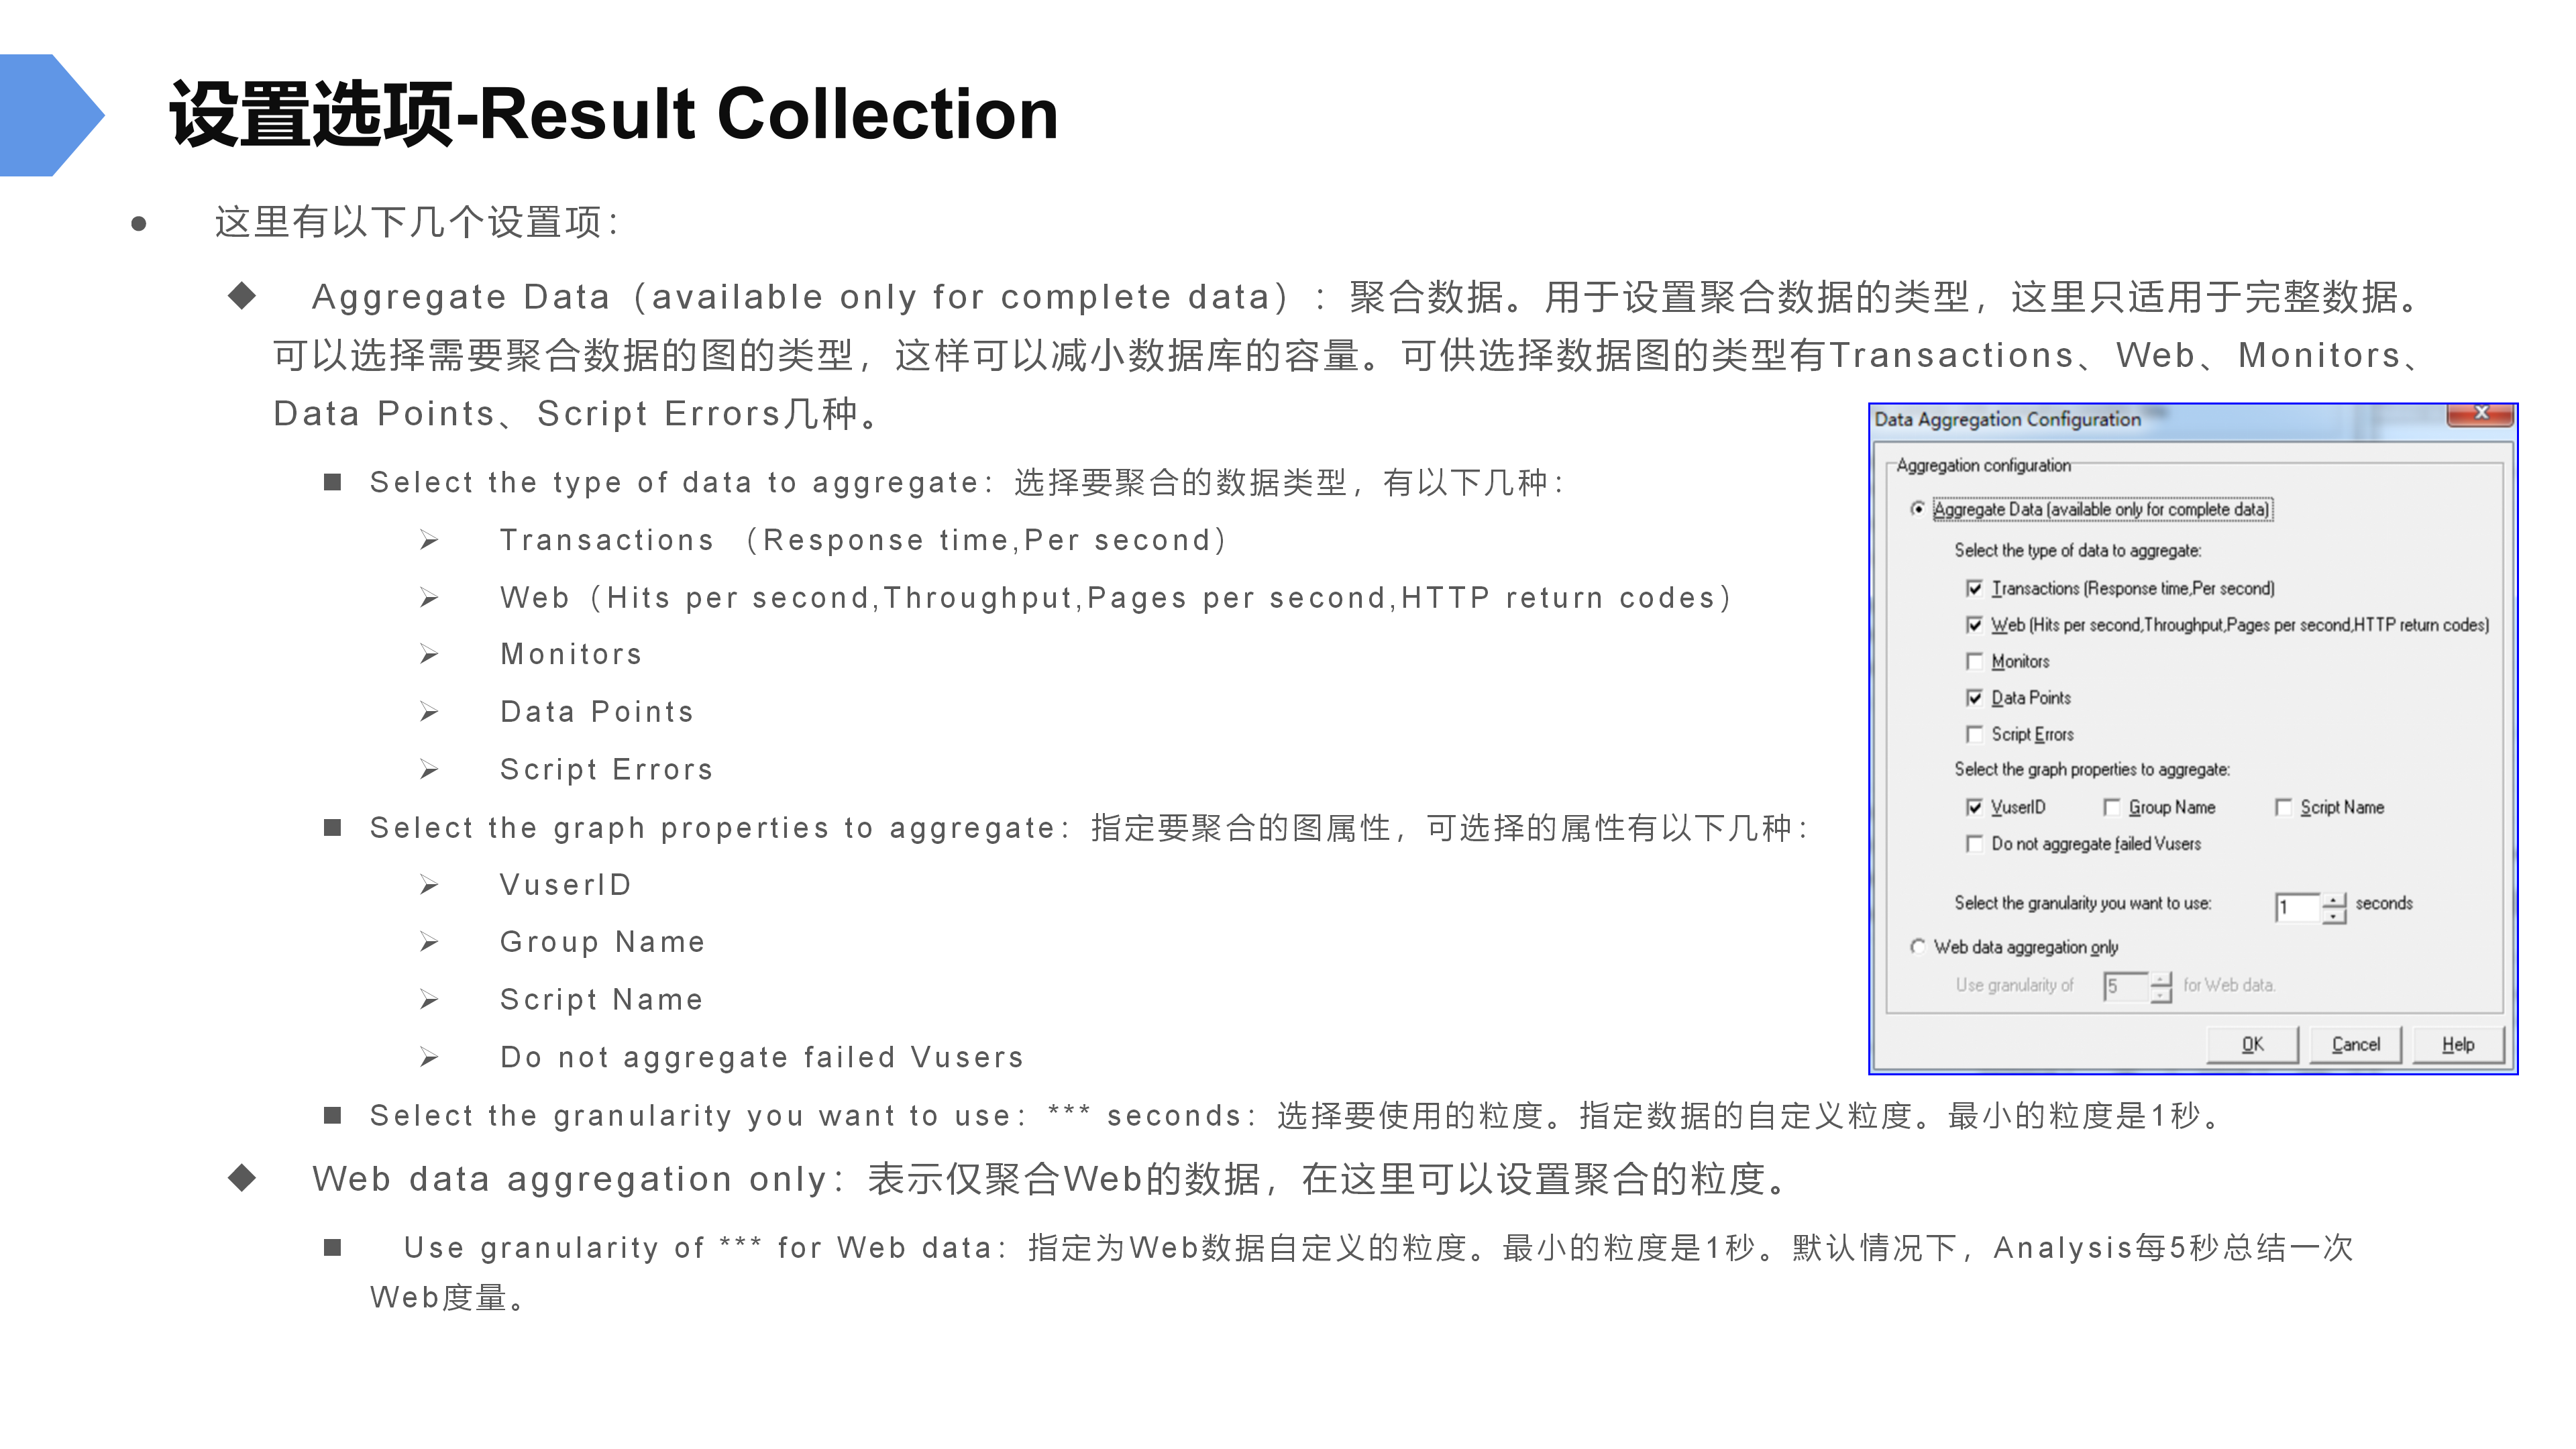 设置选项-Result Collection
这里有以下几个设置项：
Aggregate Data（available only for complete data）：聚合数据。用于设置聚合数据的类型，这里只适用于完整数据。
可以选择需要聚合数据的图的类型，这样可以减小数据库的容量。可供选择数据图的类型有Transactions、Web、Monitors、
Data Points、Script Errors几种。
Select the type of data to aggregate：选择要聚合的数据类型，有以下几种：
Transactions （Response time,Per second）
Web（Hits per second,Throughput,Pages per second,HTTP return codes）
Monitors
Data Points
Script Errors
Select the graph properties to aggregate：指定要聚合的图属性，可选择的属性有以下几种：
VuserID
Group Name
Script Name
Do not aggregate failed Vusers
Select the granularity you want to use：*** seconds：选择要使用的粒度。指定数据的自定义粒度。最小的粒度是1秒。
Web data aggregation only：表示仅聚合Web的数据，在这里可以设置聚合的粒度。
Use granularity of *** for Web data：指定为Web数据自定义的粒度。最小的粒度是1秒。默认情况下，Analysis每5秒总结一次
Web度量。
Data Aggregation Configuration
Aggregation configuration
Aggregate Data (available only for complete data)
Select the type of data to aggregate:
Transactions (Response time,Per second)
Web (Hits per second,Throughput,Pages per second,HTTP return codes)
Monitors
Data Points
Script Errors
Select the graph properties to aggregate:
VuserID Group Name Script Name
Do not aggregate failed Vusers
Select the granularity you want to use: 1 seconds
Web data aggregation only
Use granularity of 5 for Web data.
OK Cancel Help